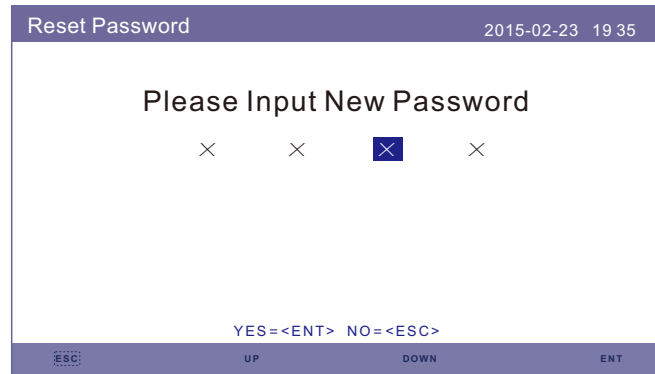 Reset Password 2015-02-23 19 35
Please Input New Password
× × × ×
YES=<ENT> NO=<ESC>
ESC UP DOWN ENT